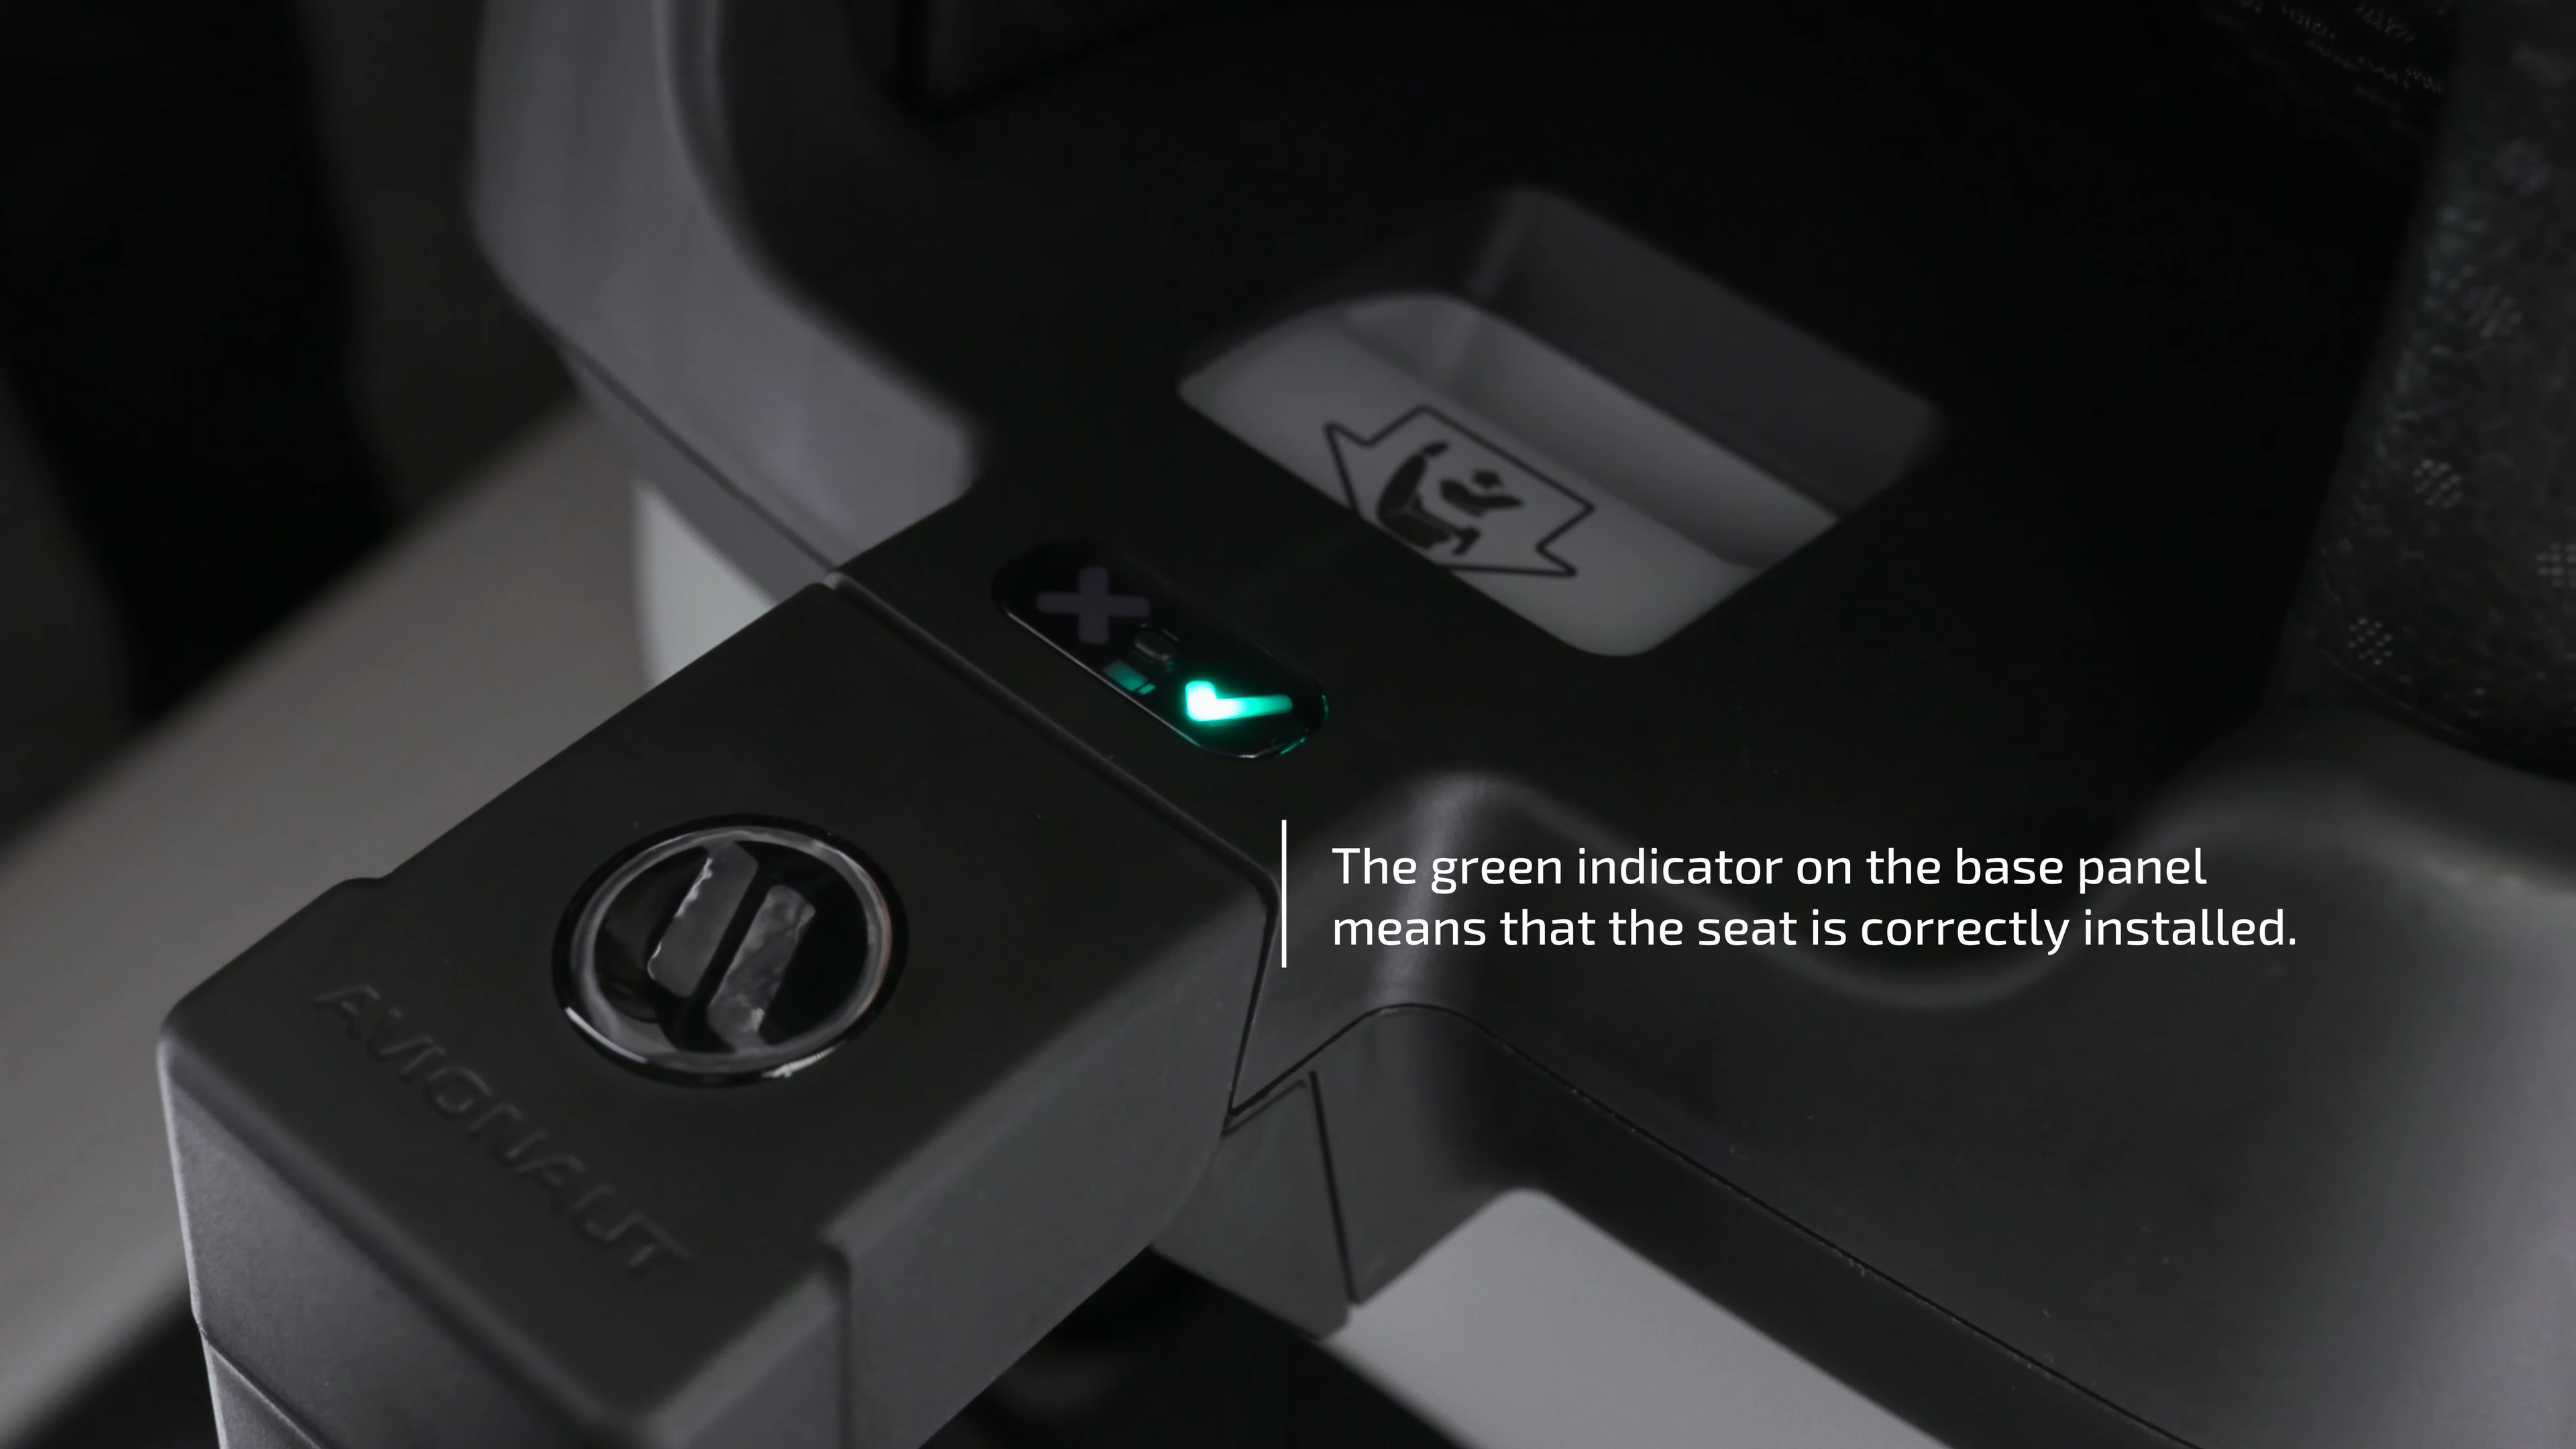 The green indicator on the base panel
means that the seat is correctly installed.
AVIONAUT